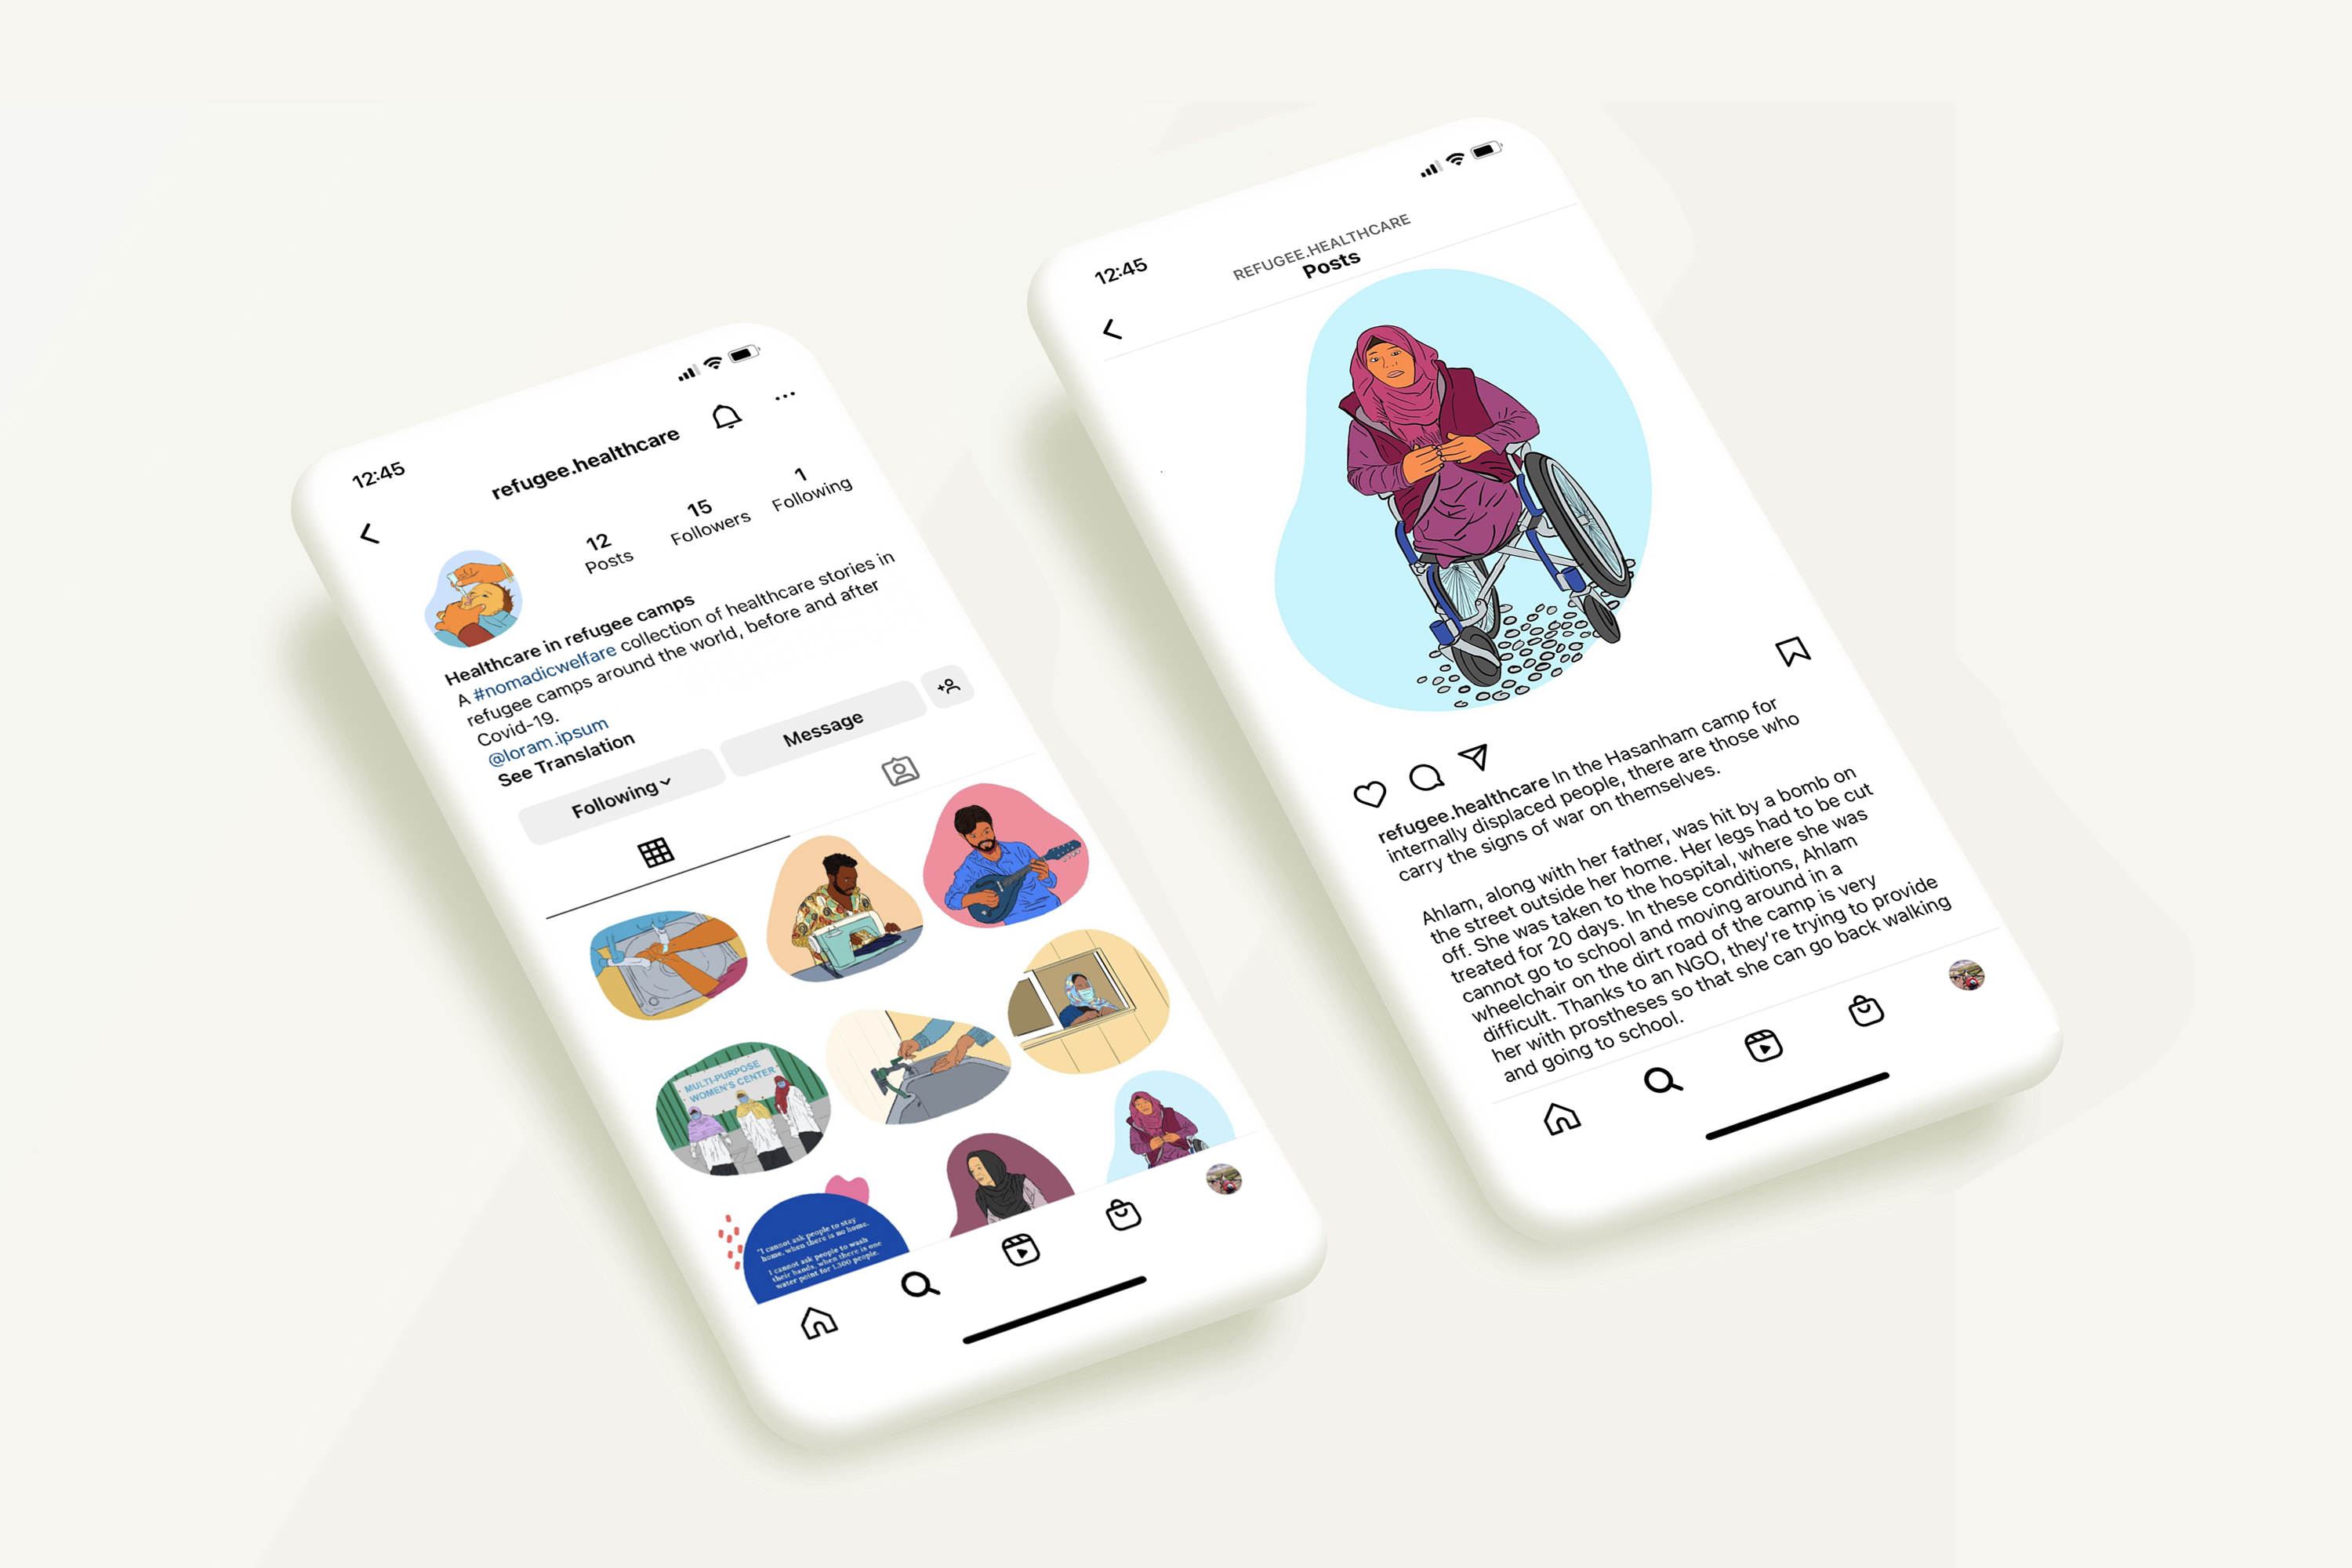 12:45
refugee.healthcare
12
Posts
15
Followers
1
Following
Healthcare in refugee camps
A #nomadicwelfare collection of healthcare stories in
refugee camps around the world, before and after
Covid-19.
@loram.ipsum
See Translation
Following
Message
MULTI-PURPOSE
WOMEN'S CENTER
"I cannot ask people to stay
home, when there is no home.
I cannot ask people to wash
their hands, when there is one
water point for 1.300 people.
12:45
REFUGEE.HEALTHCARE
Posts
refugee.healthcare In the Hasanham camp for
internally displaced people, there are those who
carry the signs of war on themselves.
Ahlam, along with her father, was hit by a bomb on
the street outside her home. Her legs had to be cut
off. She was taken to the hospital, where she was
treated for 20 days. In these conditions, Ahlam
cannot go to school and moving around in a
wheelchair on the dirt road of the camp is very
difficult. Thanks to an NGO, they're trying to provide
her with prostheses so that she can go back walking
and going to school.